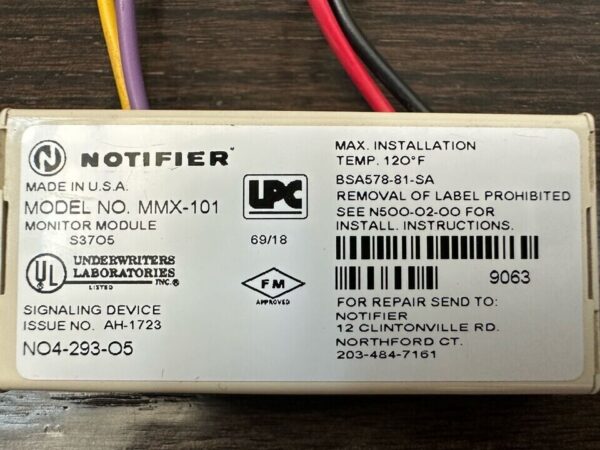 N NOTIFIER
MADE IN U.S.A.
MODEL NO. MMX-101
MONITOR MODULE
S3705
UL UNDERWRITERS
LABORATORIES
INC.®
LISTED
SIGNALING DEVICE
ISSUE NO. AH-1723
NO4-293-05
LPC
69/18
FM
APPROVED
MAX. INSTALLATION
TEMP. 120°F
BSA578-81-SA
REMOVAL OF LABEL PROHIBITED
SEE N500-02-00 FOR
INSTALL. INSTRUCTIONS.
9063
FOR REPAIR SEND TO:
NOTIFIER
12 CLINTONVILLE RD.
NORTHFORD CT.
203-484-7161